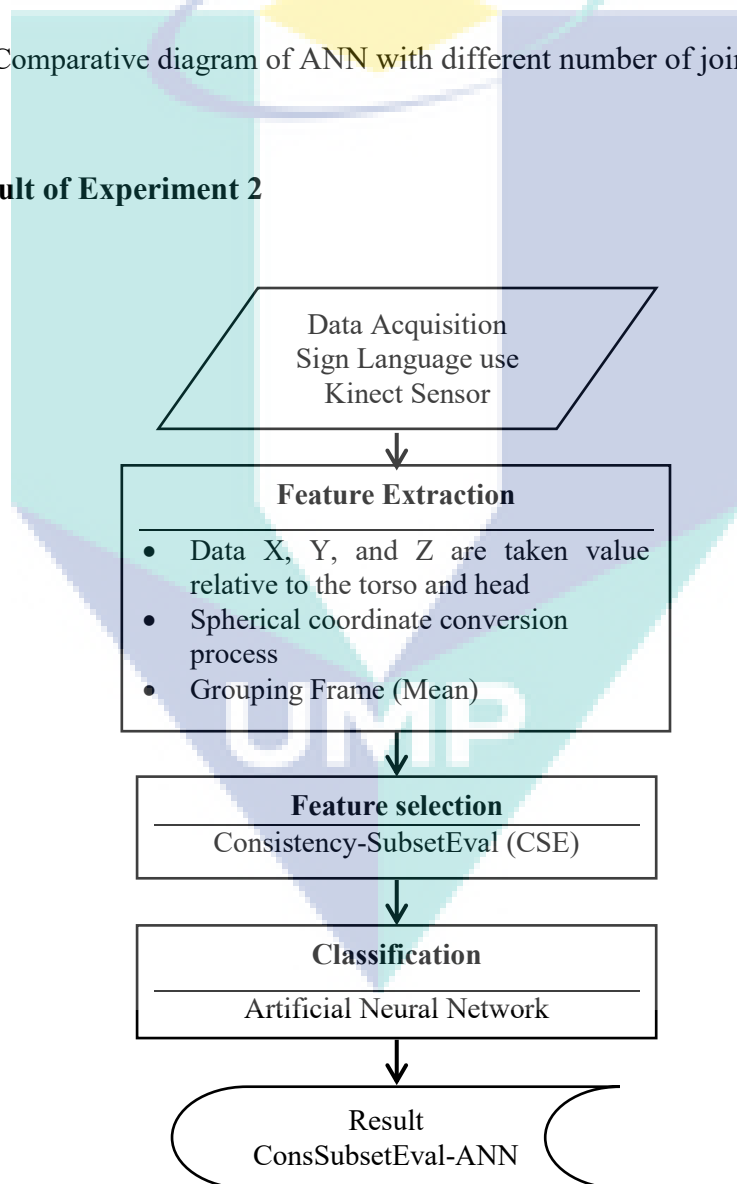 Comparative diagram of ANN with different number of join
ult of Experiment 2
Data Acquisition
Sign Language use
Kinect Sensor
Feature Extraction
• Data X, Y, and Z are taken value
relative to the torso and head
• Spherical coordinate conversion
process
• Grouping Frame (Mean)
UMP
Feature selection
Consistency-SubsetEval (CSE)
Classification
Artificial Neural Network
Result
ConsSubsetEval-ANN